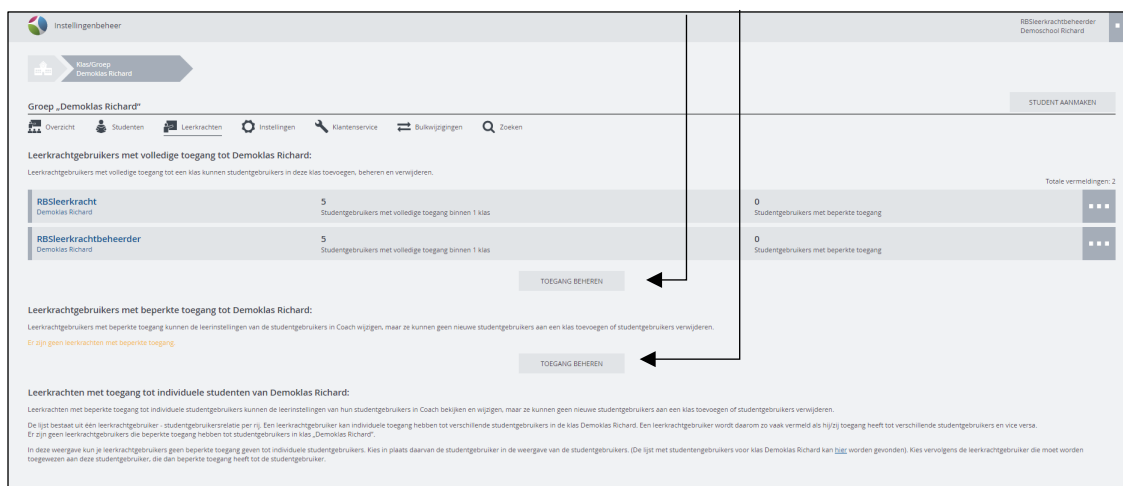 Instellingenbeheer
RBSleerkrachtbeheerder
Demoschool Richard
Klas/Groep
Demoklas Richard
Groep „Demoklas Richard"
STUDENT AANMAKEN
Overzicht Studenten Leerkrachten Instellingen Klantenservice Bulkwijzigingen Zoeken
Leerkrachtgebruikers met volledige toegang tot Demoklas Richard:
Leerkrachtgebruikers met volledige toegang tot een klas kunnen studentgebruikers in deze klas toevoegen, beheren en verwijderen.
Totale vermeldingen: 2
RBSleerkracht 5 0
Demoklas Richard Studentgebruikers met volledige toegang binnen 1 klas Studentgebruikers met beperkte toegang
RBSleerkrachtbeheerder 5 0
Demoklas Richard Studentgebruikers met volledige toegang binnen 1 klas Studentgebruikers met beperkte toegang
TOEGANG BEHEREN
Leerkrachtgebruikers met beperkte toegang tot Demoklas Richard:
Leerkrachtgebruikers met beperkte toegang kunnen de leerinstellingen van de studentgebruikers in Coach wijzigen, maar ze kunnen geen nieuwe studentgebruikers aan een klas toevoegen of studentgebruikers verwijderen.
Er zijn geen leerkrachten met beperkte toegang.
TOEGANG BEHEREN
Leerkrachten met toegang tot individuele studenten van Demoklas Richard:
Leerkrachten met beperkte toegang tot individuele studentgebruikers kunnen de leerinstellingen van hun studentgebruikers in Coach bekijken en wijzigen, maar ze kunnen geen nieuwe studentgebruikers aan een klas toevoegen of studentgebruikers verwijderen.
De lijst bestaat uit één leerkrachtgebruiker - studentgebruikersrelatie per rij. Een leerkrachtgebruiker kan individuele toegang hebben tot verschillende studentgebruikers in de klas Demoklas Richard. Een leerkrachtgebruiker wordt daarom zo vaak vermeld als hij/zij toegang heeft tot verschillende studentgebruikers en vice versa.
Er zijn geen leerkrachtgebruikers die beperkte toegang hebben tot studentgebruikers in klas „Demoklas Richard".
In deze weergave kun je leerkrachtgebruikers geen beperkte toegang geven tot individuele studentgebruikers. Kies in plaats daarvan de studentgebruiker in de weergave van de studentgebruikers. (De lijst met studentengebruikers voor klas Demoklas Richard kan hier worden gevonden). Kies vervolgens de leerkrachtgebruiker die moet worden
toegewezen aan deze studentgebruiker, die dan beperkte toegang heeft tot de studentgebruiker.